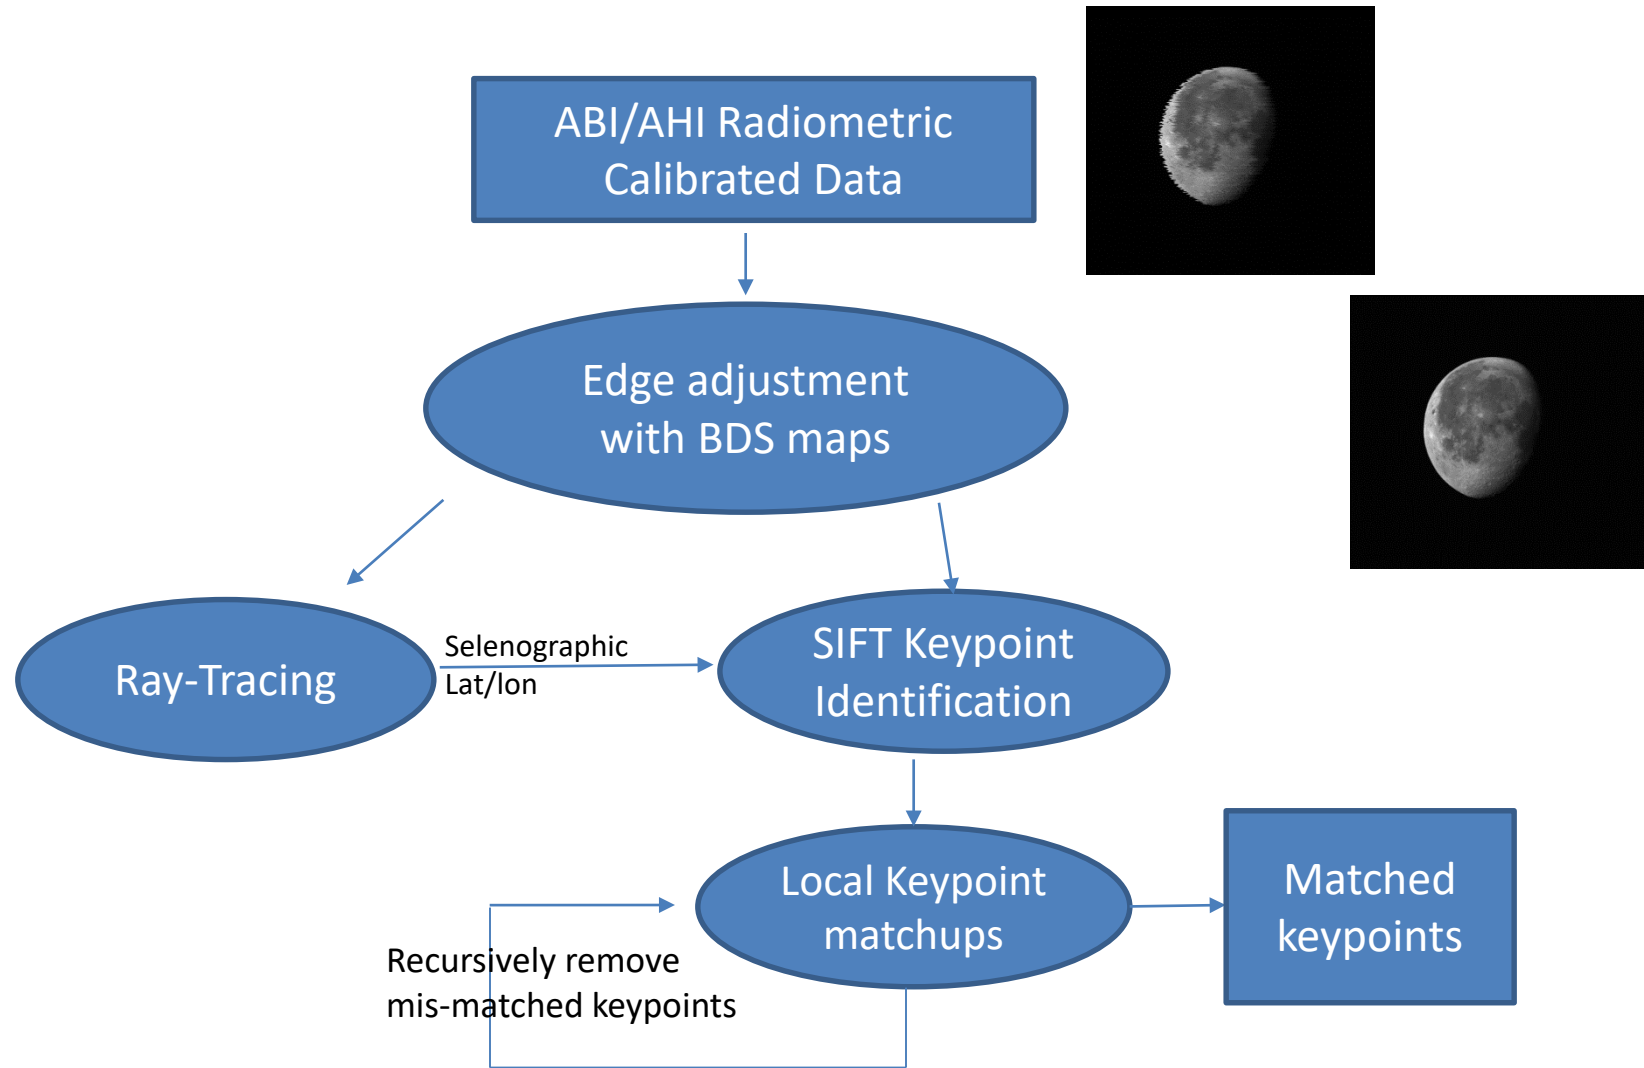 ABI/AHI Radiometric
Calibrated Data
Edge adjustment
with BDS maps
Ray-Tracing
Selenographic
Lat/lon
SIFT Keypoint
Identification
Local Keypoint
matchups
Matched
keypoints
Recursively remove
mis-matched keypoints